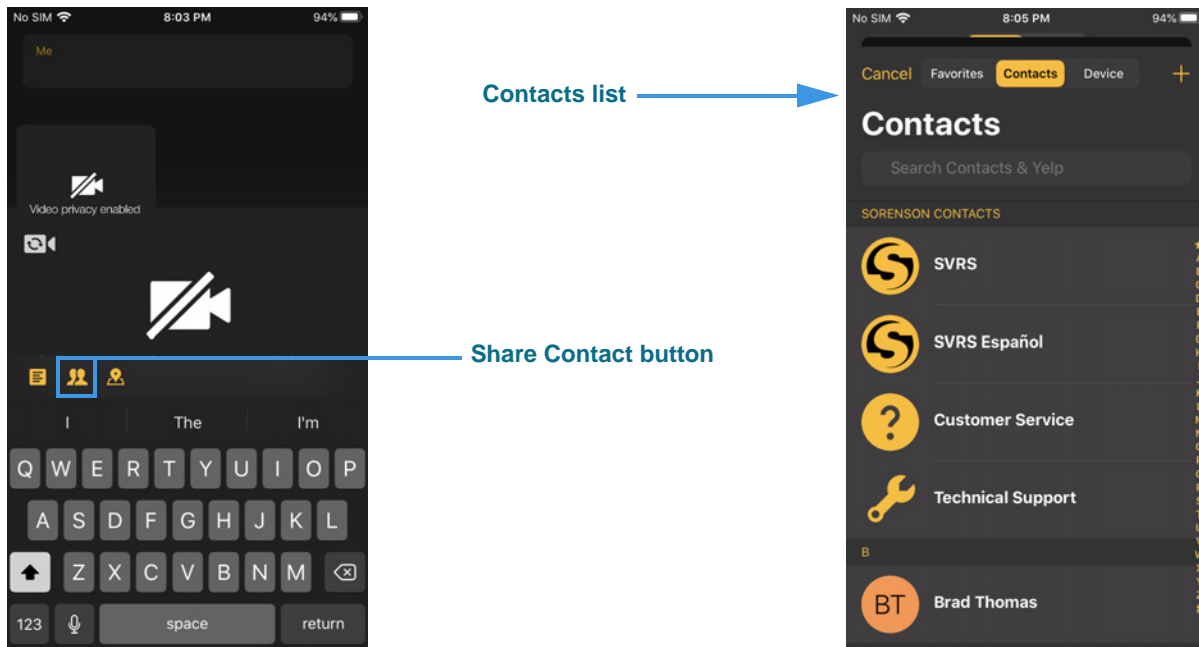 No SIM 8:03 PM 94%
Me
Video privacy enabled
I The I'm
Q W E R T Y U I O P
A S D F G H J K L
Z X C V B N M
123 space return
Contacts list
Share Contact button
No SIM 8:05 PM 94%
Cancel Favorites Contacts Device +
Contacts
Search Contacts & Yelp
SORENSON CONTACTS
SVRS
SVRS Español
? Customer Service
Technical Support
B
BT Brad Thomas